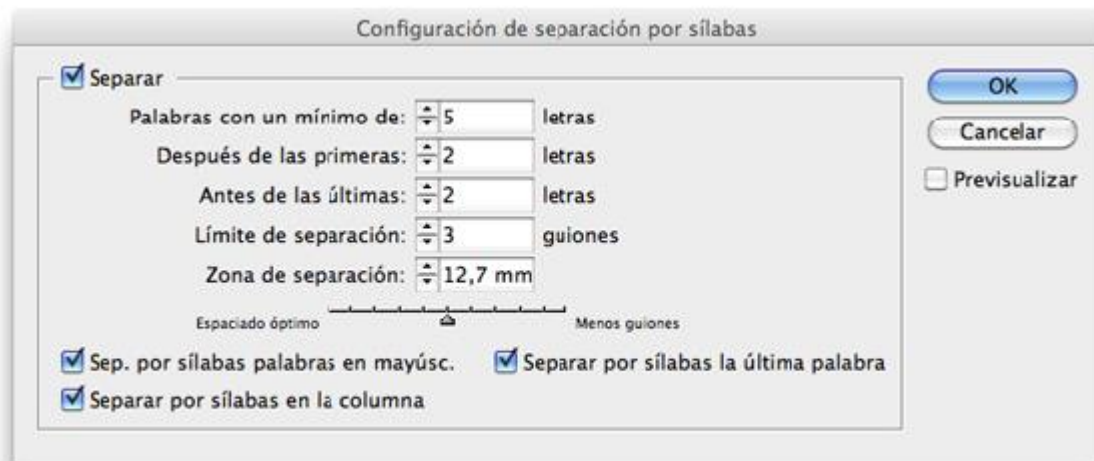 Configuración de separación por sílabas
Separar
Palabras con un mínimo de: 5 letras
Después de las primeras: 2 letras
Antes de las últimas: 2 letras
Límite de separación: 3 guiones
Zona de separación: 12,7 mm
Espaciado óptimo Menos guiones
Sep. por sílabas palabras en mayúsc. Separar por sílabas la última palabra
Separar por sílabas en la columna
OK
Cancelar
Previsualizar